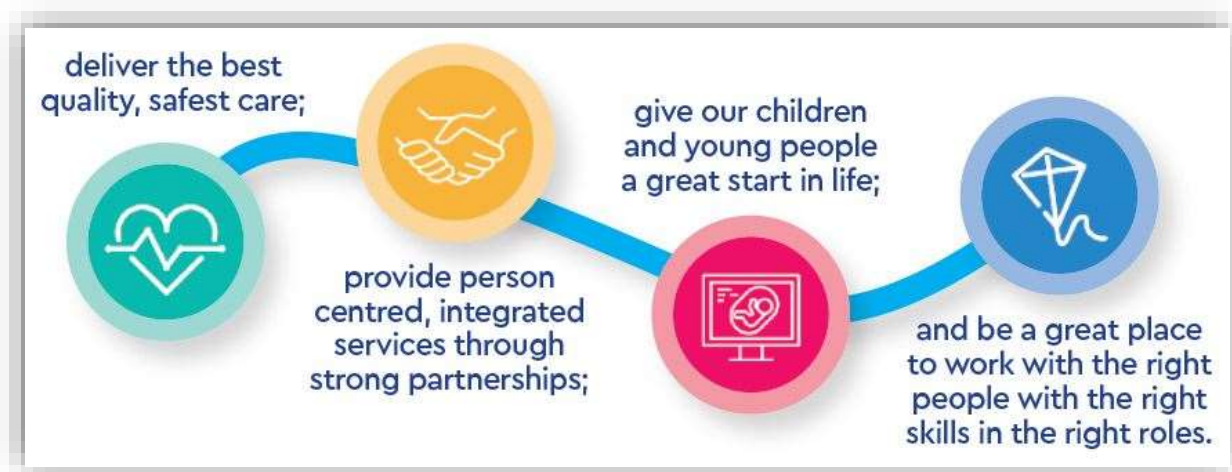 deliver the best
quality, safest care;
provide person
centred, integrated
services through
strong partnerships;
give our children
and young people
a great start in life;
and be a great place
to work with the right
people with the right
skills in the right roles.